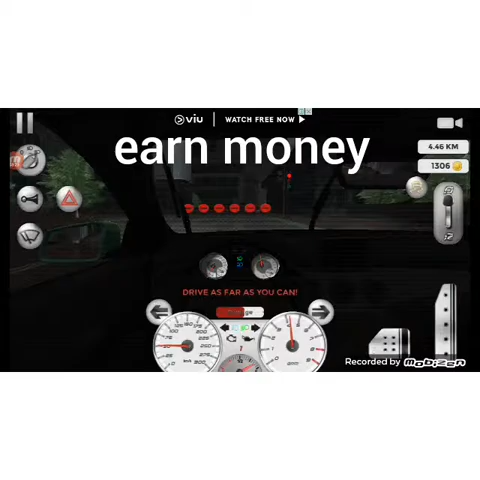 viu WATCH FREE NOW
earn money
4.46 KM
1306
DRIVE AS FAR AS YOU CAN!
Recorded by MOBIZEN